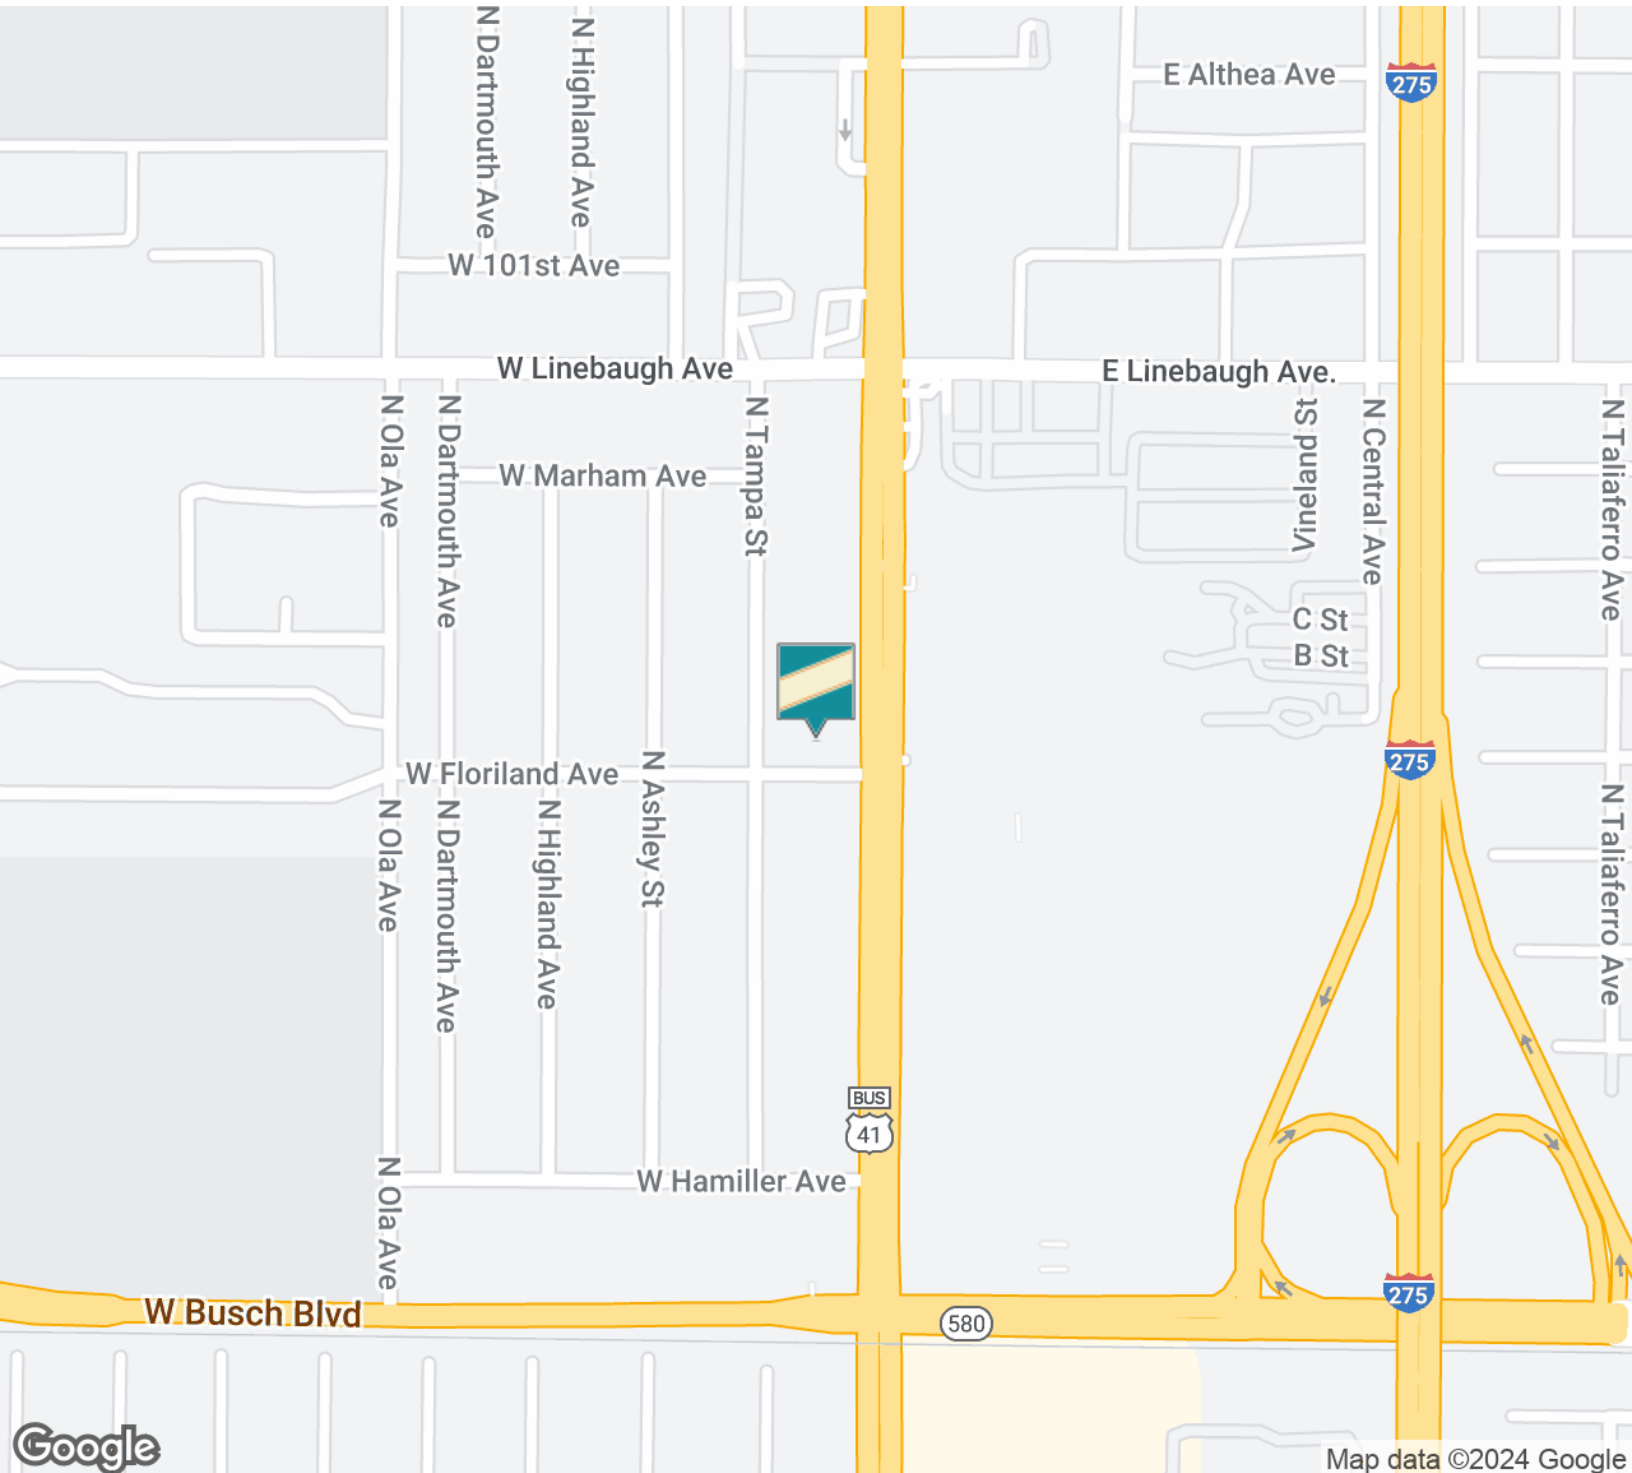 N Dartmouth Ave
N Highland Ave
E Althea Ave
275
W 101st Ave
W Linebaugh Ave
E Linebaugh Ave.
N Ola Ave
N Dartmouth Ave
N Tampa St
Vineland St
N Central Ave
N Taliaferro Ave
W Marham Ave
C St
B St
275
W Floriland Ave
N Ashley St
N Ola Ave
N Dartmouth Ave
N Highland Ave
N Taliaferro Ave
BUS
41
N Ola Ave
W Hamiller Ave
275
W Busch Blvd
580
Google
Map data ©2024 Google